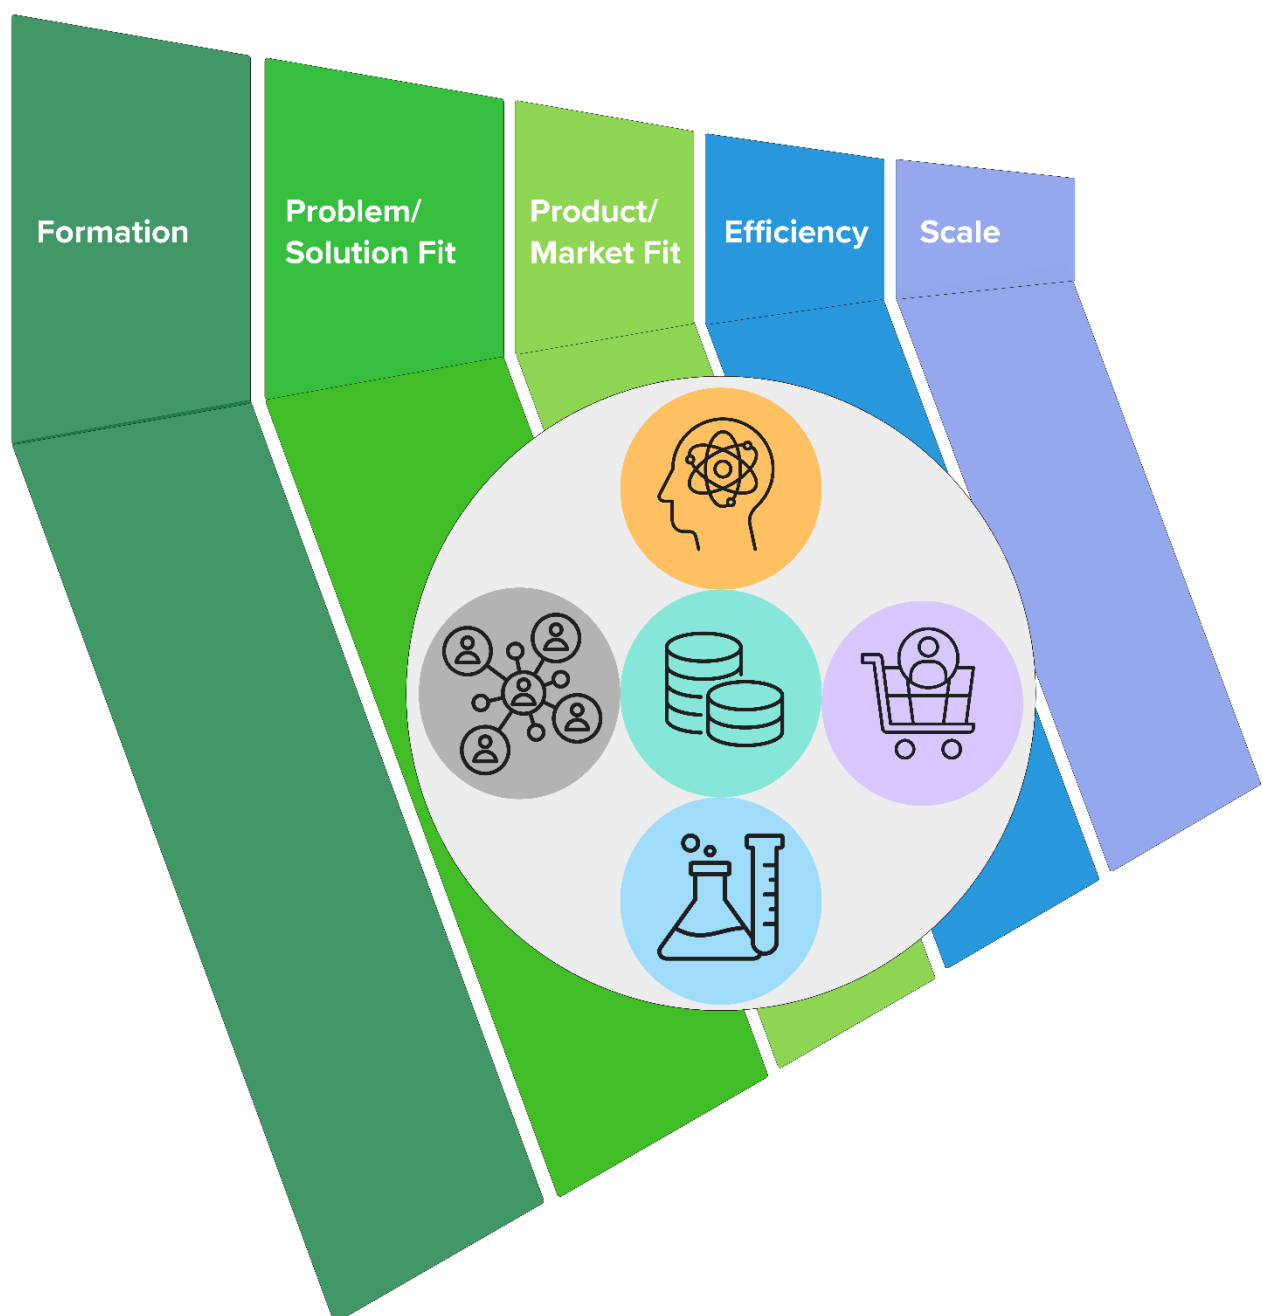 Formation
Problem/
Solution Fit
Product/
Market Fit
Efficiency
Scale